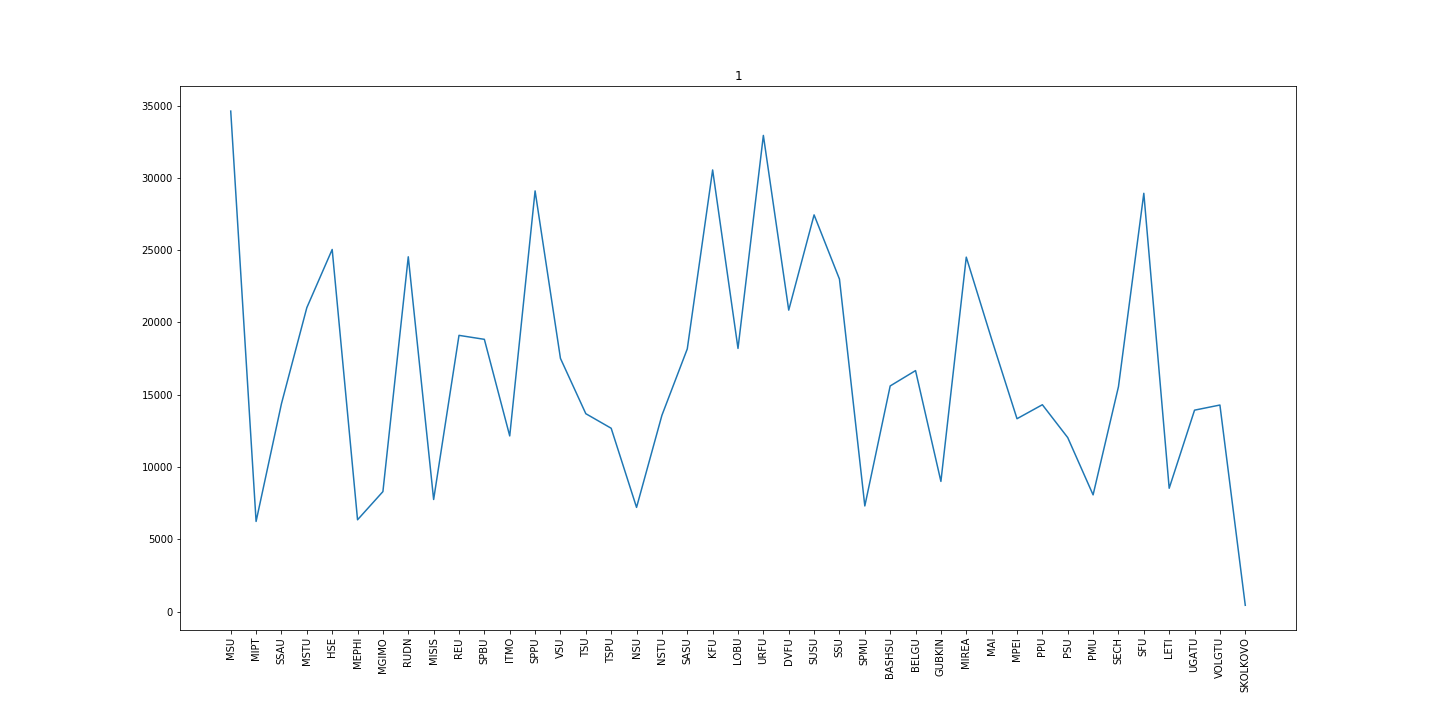 1
35000
30000
25000
20000
15000
10000
5000
0
MSU
MIPT
SSAU
MSTU
HSE
MEPHI
MGIMO
RUDN
MISIS
REU
SPBU
ITMO
SPPU
VSU
TSU
TSPU
NSU
NSTU
SASU
KFU
LOBU
URFU
DVFU
SUSU
SSU
SPMU
BASHSU
BELGU
GUBKIN
MIREA
MAI
MPEI
PPU
PSU
PMU
SECH
SFU
LETI
UGATU
VOLGTU
SKOLKOVO